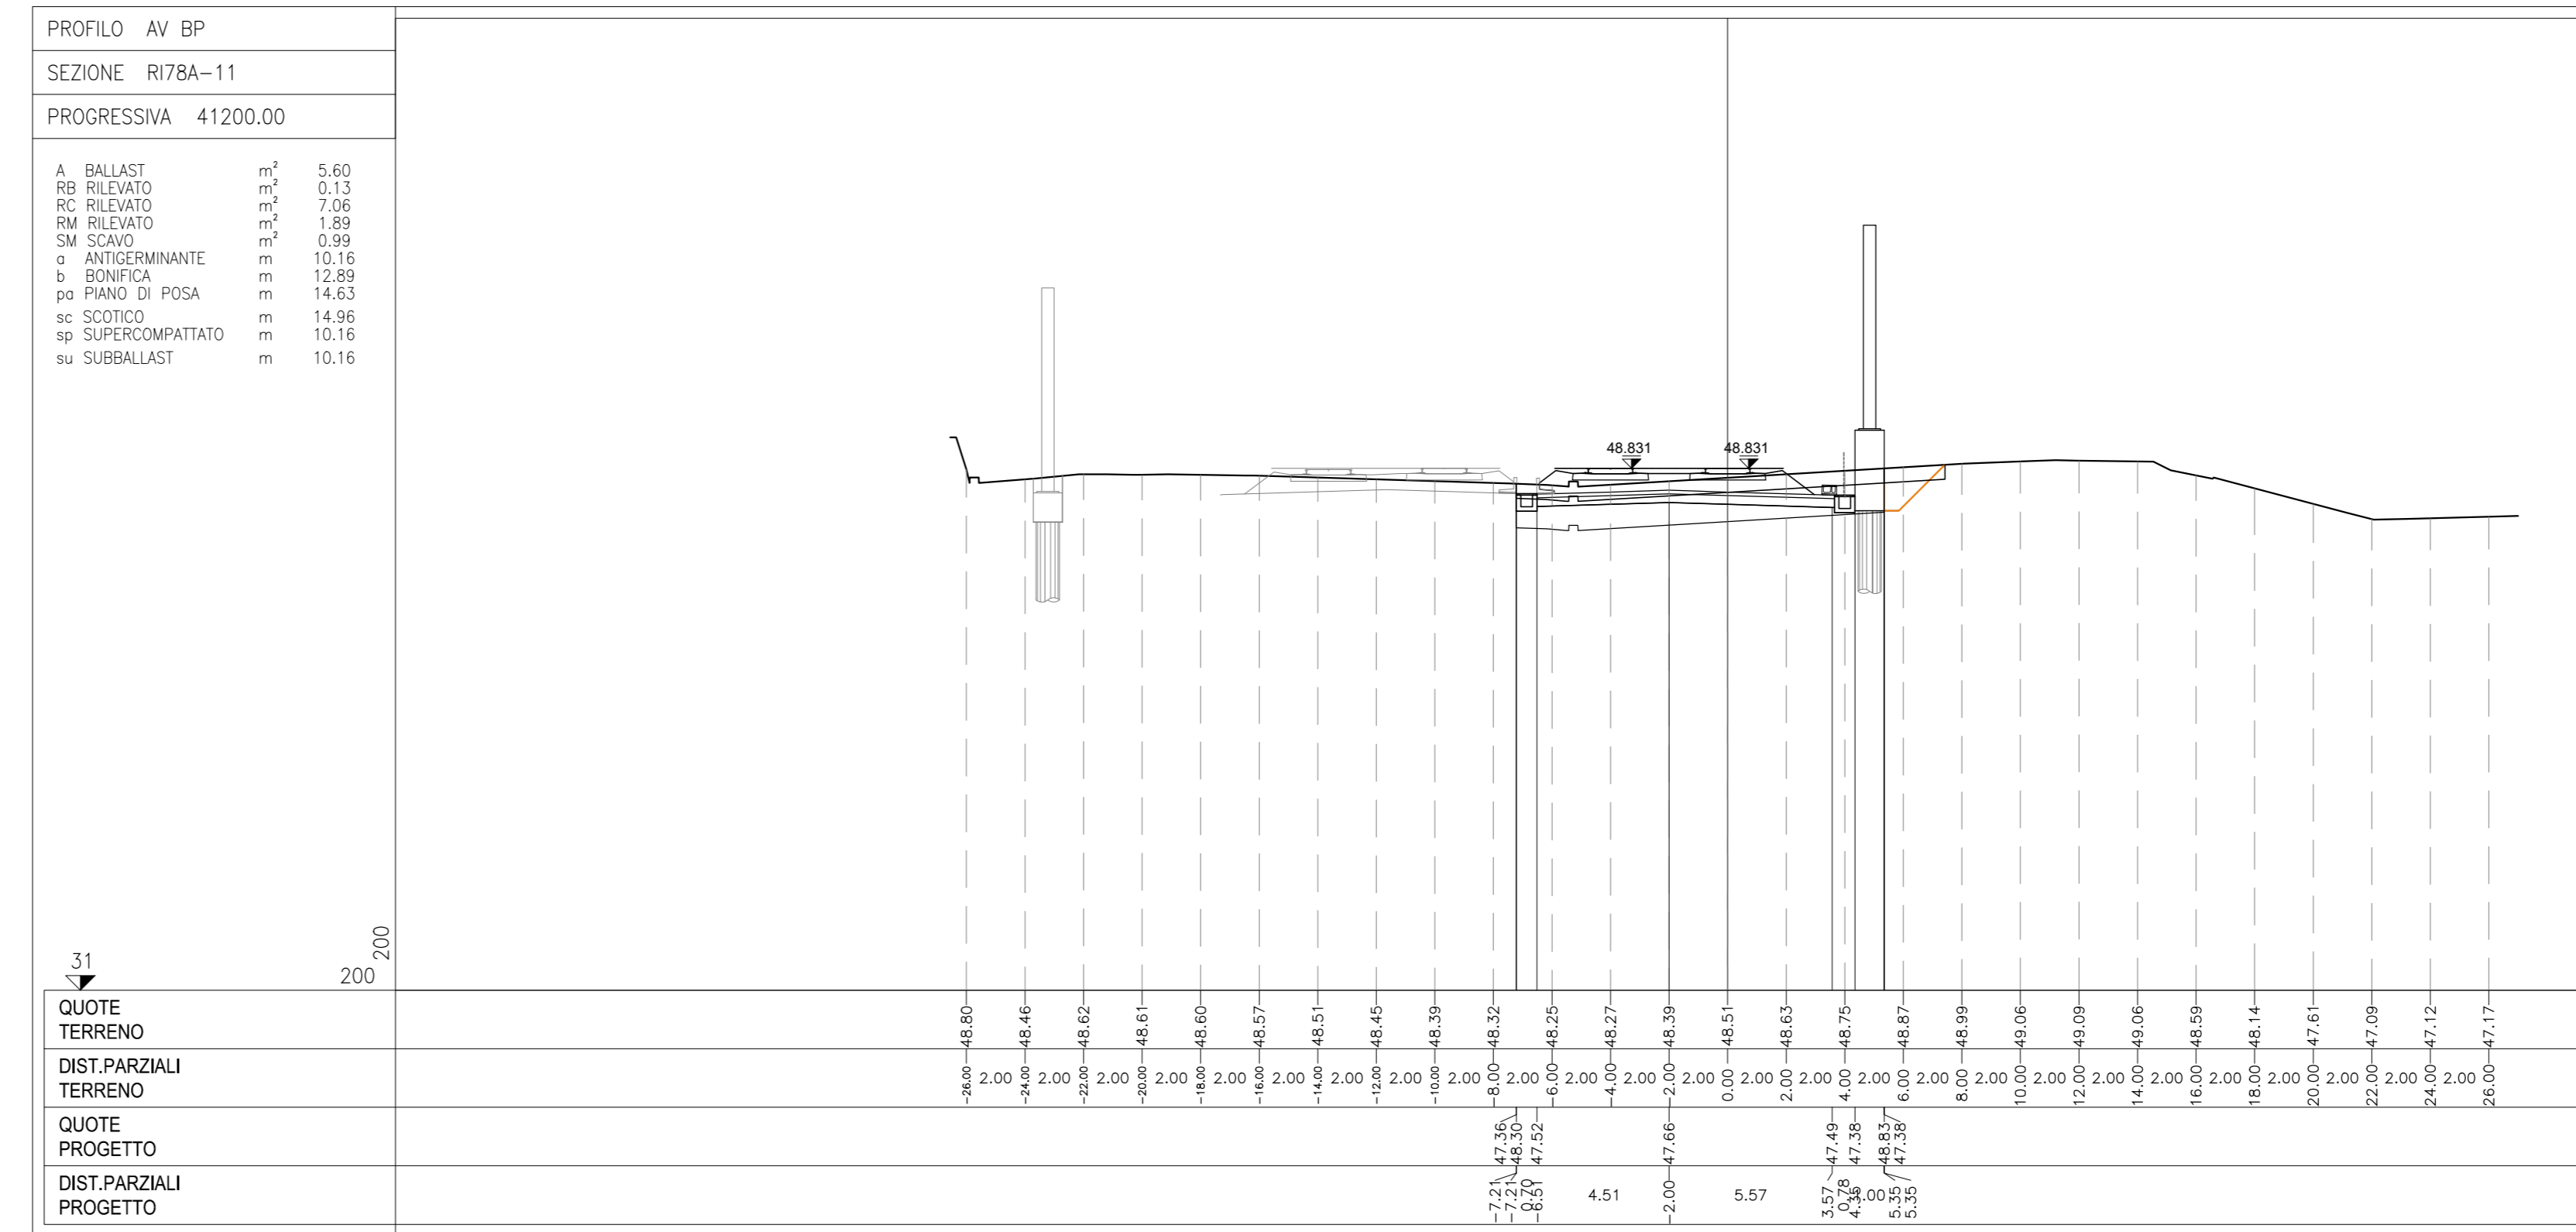 PROFILO AV BP
SEZIONE RI78A-11
PROGRESSIVA 41200.00
A BALLAST m² 5.60
RB RILEVATO m² 0.13
RC RILEVATO m² 7.06
RM RILEVATO m² 1.89
SM SCAVO m² 0.99
a ANTIGERMINANTE m 10.16
b BONIFICA m 12.89
pa PIANO DI POSA m 14.63
sc SCOTICO m 14.96
sp SUPERCOMPATTATO m 10.16
su SUBBALLAST m 10.16
48.831 48.831
31
200
200
QUOTE
TERRENO
48.80 48.46 48.62 48.61 48.60 48.57 48.51 48.45 48.39 48.32 48.25 48.27 48.39 48.51 48.63 48.75 48.87 48.99 49.06 49.09 49.06 48.59 48.14 47.61 47.09 47.12 47.17
DIST.PARZIALI
TERRENO
-26.00 2.00 -24.00 2.00 -22.00 2.00 -20.00 2.00 -18.00 2.00 -16.00 2.00 -14.00 2.00 -12.00 2.00 -10.00 2.00 -8.00 2.00 -6.00 2.00 -4.00 2.00 -2.00 2.00 0.00 2.00 2.00 2.00 4.00 2.00 6.00 2.00 8.00 2.00 10.00 2.00 12.00 2.00 14.00 2.00 16.00 2.00 18.00 2.00 20.00 2.00 22.00 2.00 24.00 2.00 26.00
QUOTE
PROGETTO
47.36 48.30 47.52 47.66 47.49 47.38 48.83 47.38
DIST.PARZIALI
PROGETTO
-7.21 -7.21 0.70 -6.51 4.51 -2.00 5.57 3.57 0.78 4.35 1.00 5.35 5.35